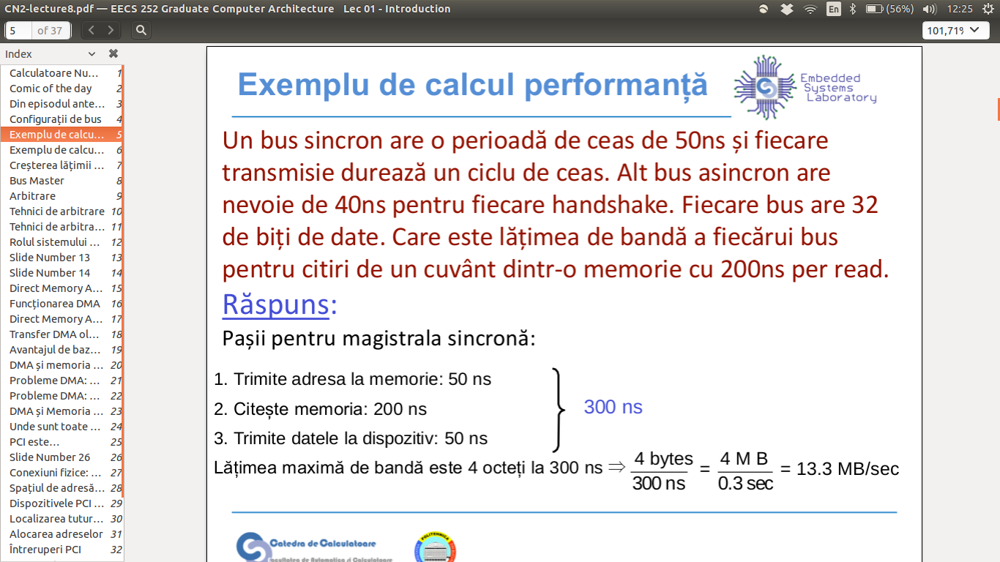 CN2-lecture8.pdf — EECS 252 Graduate Computer Architecture Lec 01 - Introduction
En (56%) 12:25
5 of 37 101,71%
Index
Calculatoare Nu... 1
Comic of the day 2
Din episodul ante... 3
Configurații de bus 4
Exemplu de calcu... 5
Exemplu de calcu... 6
Creșterea lățimii ... 7
Bus Master 8
Arbitrare 9
Tehnici de arbitrare 10
Tehnici de arbitra... 11
Rolul sistemului ... 12
Slide Number 13 13
Slide Number 14 14
Direct Memory A... 15
Funcționarea DMA 16
Direct Memory A... 17
Transfer DMA ol... 18
Avantajul de baz... 19
DMA și memoria ... 20
Probleme DMA: ... 21
Probleme DMA: ... 22
DMA și Memoria ... 23
Unde sunt toate ... 24
PCI este... 25
Slide Number 26 26
Conexiuni fizice: ... 27
Spațiul de adresă... 28
Dispozitivele PCI ... 29
Localizarea tutur... 30
Alocarea adreselor 31
Întreruperi PCI 32
Exemplu de calcul performanță
Embedded
Systems
Laboratory
Un bus sincron are o perioadă de ceas de 50ns și fiecare
transmisie durează un ciclu de ceas. Alt bus asincron are
nevoie de 40ns pentru fiecare handshake. Fiecare bus are 32
de biți de date. Care este lățimea de bandă a fiecărui bus
pentru citiri de un cuvânt dintr-o memorie cu 200ns per read.
Răspuns:
Pașii pentru magistrala sincronă:
1. Trimite adresa la memorie: 50 ns
2. Citește memoria: 200 ns
3. Trimite datele la dispozitiv: 50 ns
300 ns
Lățimea maximă de bandă este 4 octeți la 300 ns ⇒ 4 bytes / 300 ns = 4 M B / 0.3 sec = 13.3 MB/sec
Catedra de Calculatoare
Facultatea de Automatica si Calculatoare
POLITEHNICA